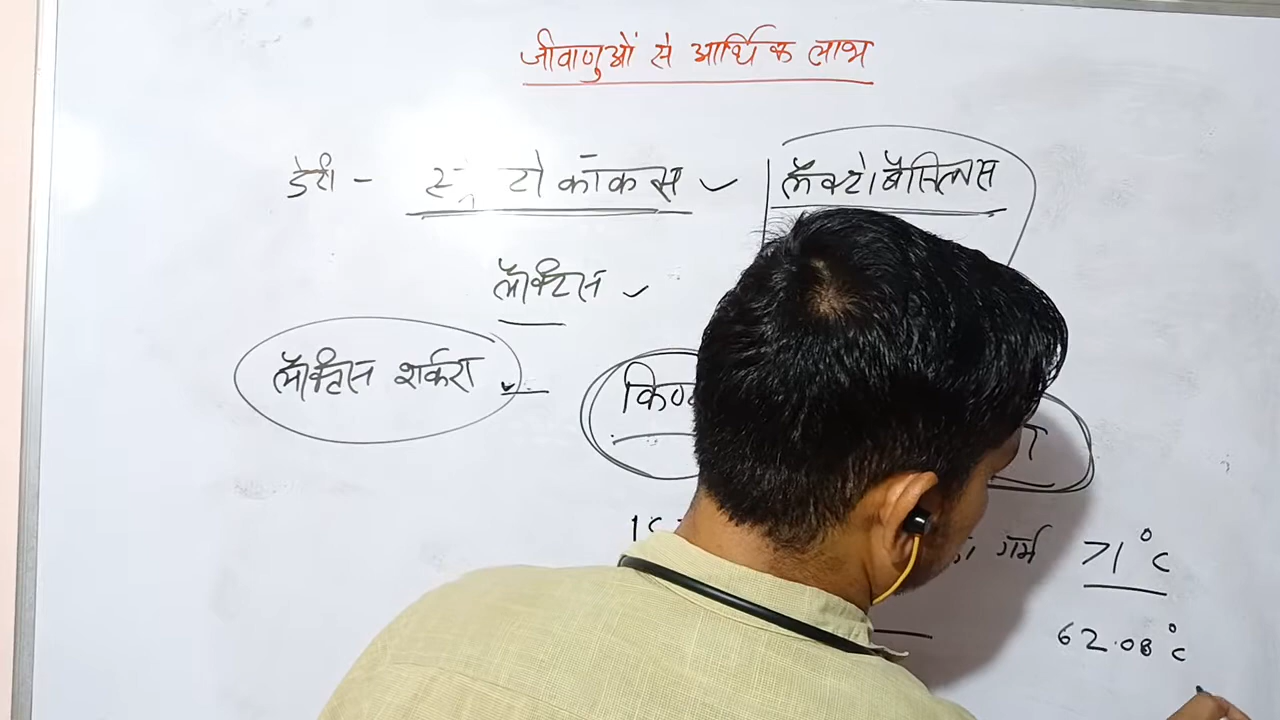 जीवाणुओं से आर्थिक लाभ
डेरी - स्ट्रेप्टोकॉकस ✓ लैक्टोबैसिलस
लैक्टिस ✓
लैक्टिस शर्करा -
गर्म 71°C
62.08°C